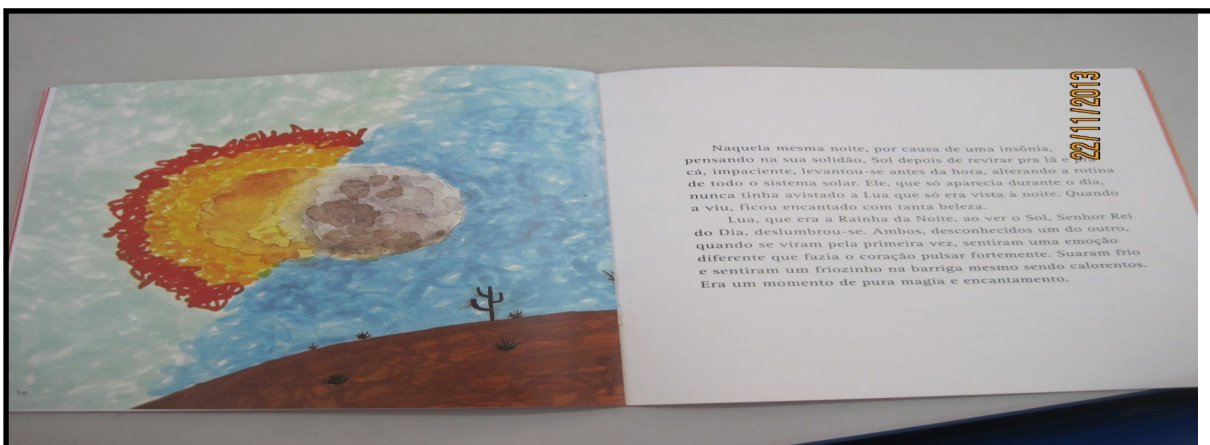 Naquela mesma noite, por causa de uma insônia,
pensando na sua solidão, Sol depois de revirar pra lá e pra
cá, impaciente, levantou-se antes da hora, alterando a rotina
de todo o sistema solar. Ele, que só aparecia durante o dia,
nunca tinha avistado a Lua que só era vista à noite. Quando
a viu, ficou encantado com tanta beleza.
Lua, que era a Rainha da Noite, ao ver o Sol, Senhor Rei
do Dia, deslumbrou-se. Ambos, desconhecidos um do outro,
quando se viram pela primeira vez, sentiram uma emoção
diferente que fazia o coração pulsar fortemente. Suaram frio
e sentiram um friozinho na barriga mesmo sendo calorentos.
Era um momento de pura magia e encantamento.
22/11/2013